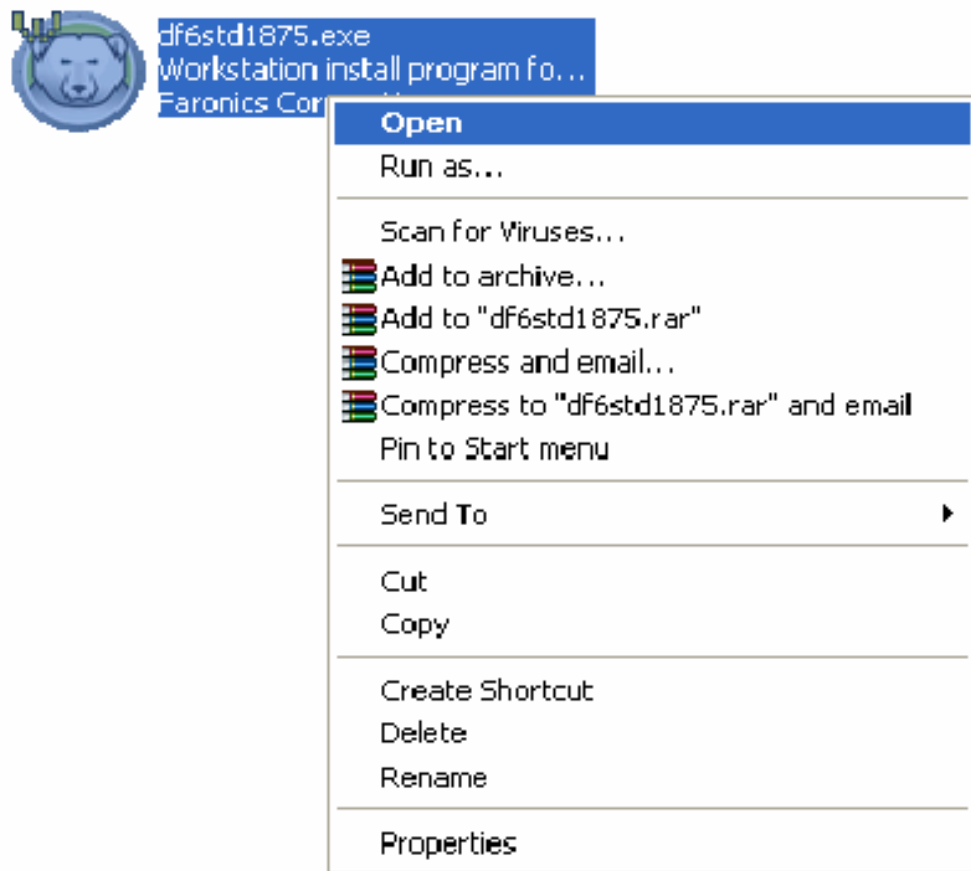 df6std1875.exe
Workstation install program fo...
Faronics
Open
Run as...
Scan for Viruses...
Add to archive...
Add to "df6std1875.rar"
Compress and email...
Compress to "df6std1875.rar" and email
Pin to Start menu
Send To
Cut
Copy
Create Shortcut
Delete
Rename
Properties